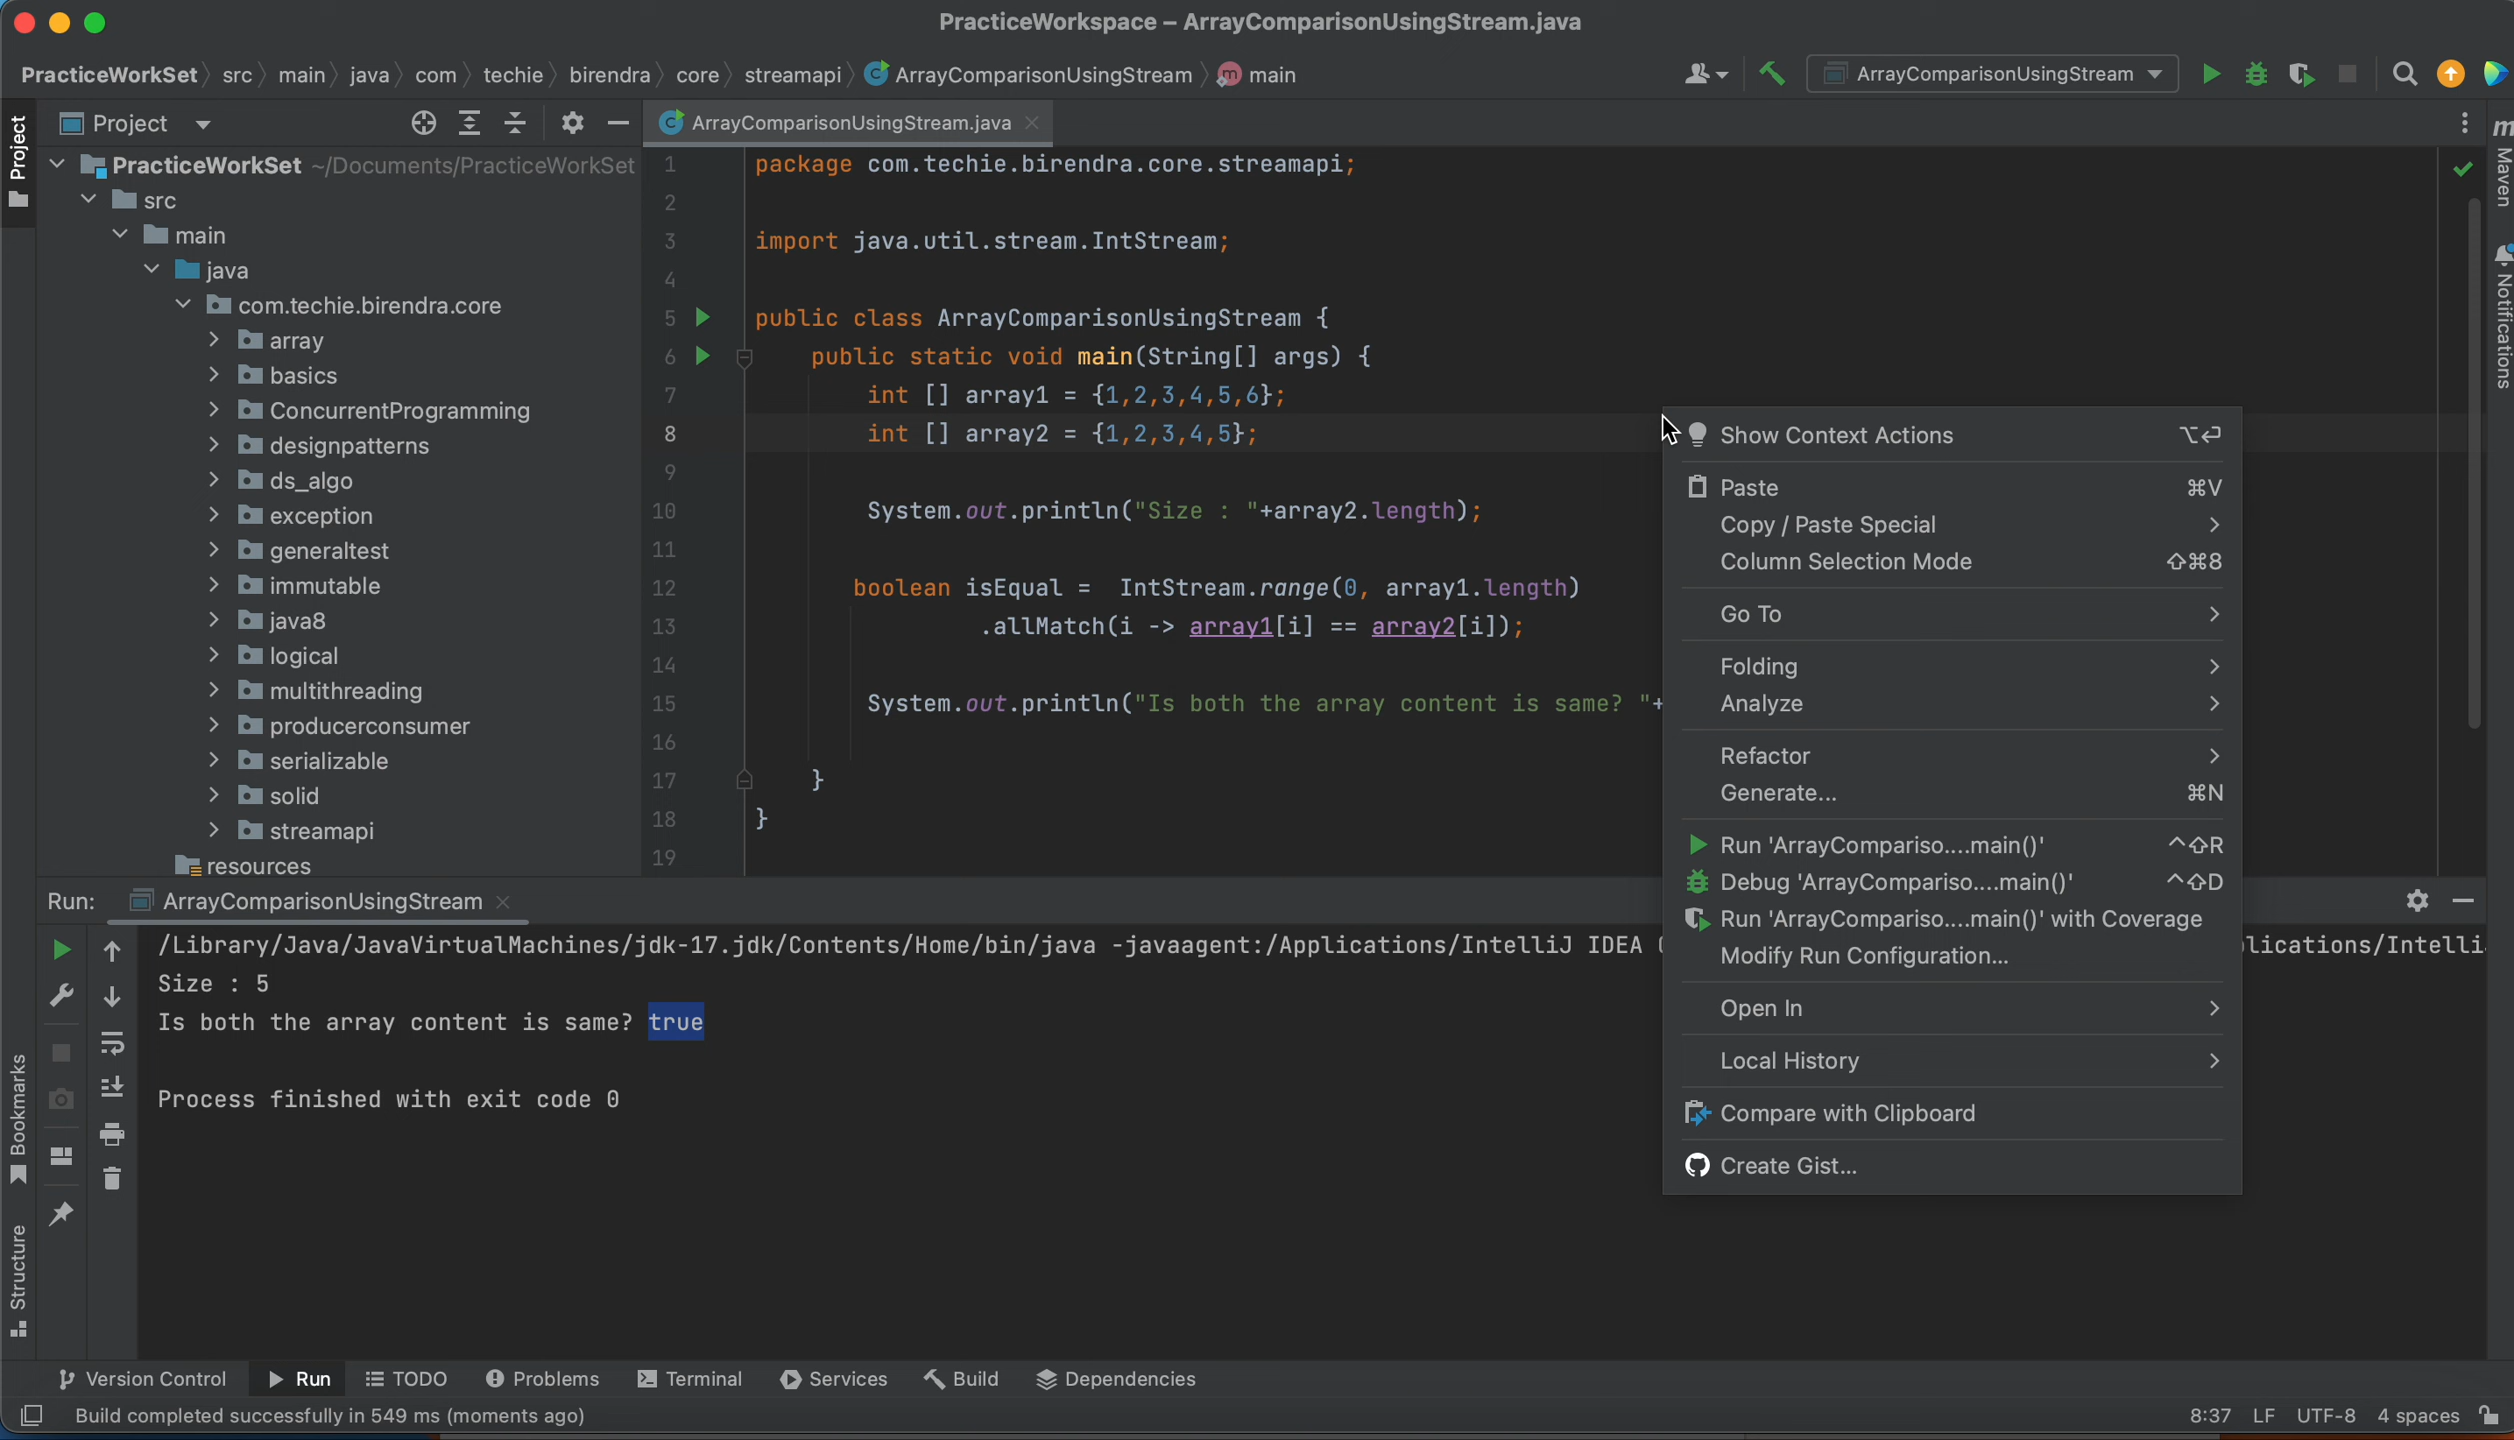 PracticeWorkspace – ArrayComparisonUsingStream.java
PracticeWorkSet src main java com techie birendra core streamapi ArrayComparisonUsingStream main
ArrayComparisonUsingStream
Project
Project
ArrayComparisonUsingStream.java
Maven
Notifications
PracticeWorkSet ~/Documents/PracticeWorkSet
src
main
java
com.techie.birendra.core
array
basics
ConcurrentProgramming
designpatterns
ds_algo
exception
generaltest
immutable
java8
logical
multithreading
producerconsumer
serializable
solid
streamapi
resources
1 package com.techie.birendra.core.streamapi;
2
3 import java.util.stream.IntStream;
4
5 public class ArrayComparisonUsingStream {
6 public static void main(String[] args) {
7 int [] array1 = {1,2,3,4,5,6};
8 int [] array2 = {1,2,3,4,5};
9
10 System.out.println("Size : "+array2.length);
11
12 boolean isEqual = IntStream.range(0, array1.length)
13 .allMatch(i -> array1[i] == array2[i]);
14
15 System.out.println("Is both the array content is same? "+
16
17 }
18 }
19
Show Context Actions ⌥⏎
Paste ⌘V
Copy / Paste Special
Column Selection Mode ⇧⌘8
Go To
Folding
Analyze
Refactor
Generate... ⌘N
Run 'ArrayCompariso....main()' ^⇧R
Debug 'ArrayCompariso....main()' ^⇧D
Run 'ArrayCompariso....main()' with Coverage
Modify Run Configuration...
Open In
Local History
Compare with Clipboard
Create Gist...
Run: ArrayComparisonUsingStream
/Library/Java/JavaVirtualMachines/jdk-17.jdk/Contents/Home/bin/java -javaagent:/Applications/IntelliJ IDEA
Size : 5
Is both the array content is same? true
Process finished with exit code 0
Bookmarks
Structure
Version Control Run TODO Problems Terminal Services Build Dependencies
Build completed successfully in 549 ms (moments ago) 8:37 LF UTF-8 4 spaces